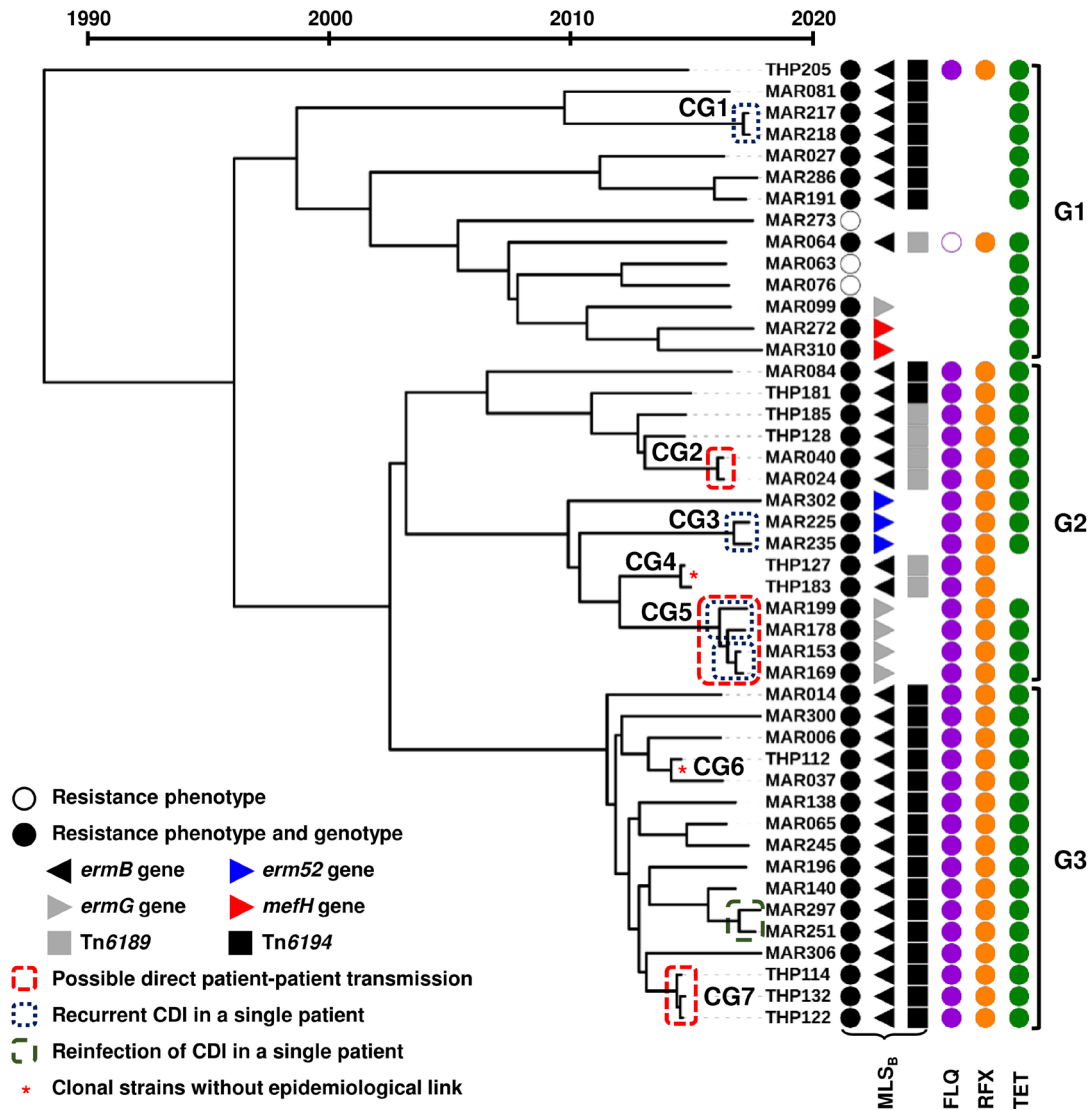 1990 2000 2010 2020
THP205
MAR081
CG1 MAR217
MAR218
MAR027
MAR286
MAR191
G1
MAR273
MAR064
MAR063
MAR076
MAR099
MAR272
MAR310
MAR084
THP181
THP185
THP128
CG2 MAR040
MAR024
MAR302
CG3 MAR225
G2
MAR235
CG4 THP127
*
THP183
CG5 MAR199
MAR178
MAR153
MAR169
MAR014
MAR300
MAR006
THP112
* CG6
MAR037
MAR138
MAR065
MAR245
G3
MAR196
MAR140
MAR297
MAR251
MAR306
THP114
CG7 THP132
THP122
Resistance phenotype
Resistance phenotype and genotype
ermB gene erm52 gene
ermG gene mefH gene
Tn6189 Tn6194
Possible direct patient-patient transmission
Recurrent CDI in a single patient
Reinfection of CDI in a single patient
* Clonal strains without epidemiological link
MLSB FLQ RFX TET